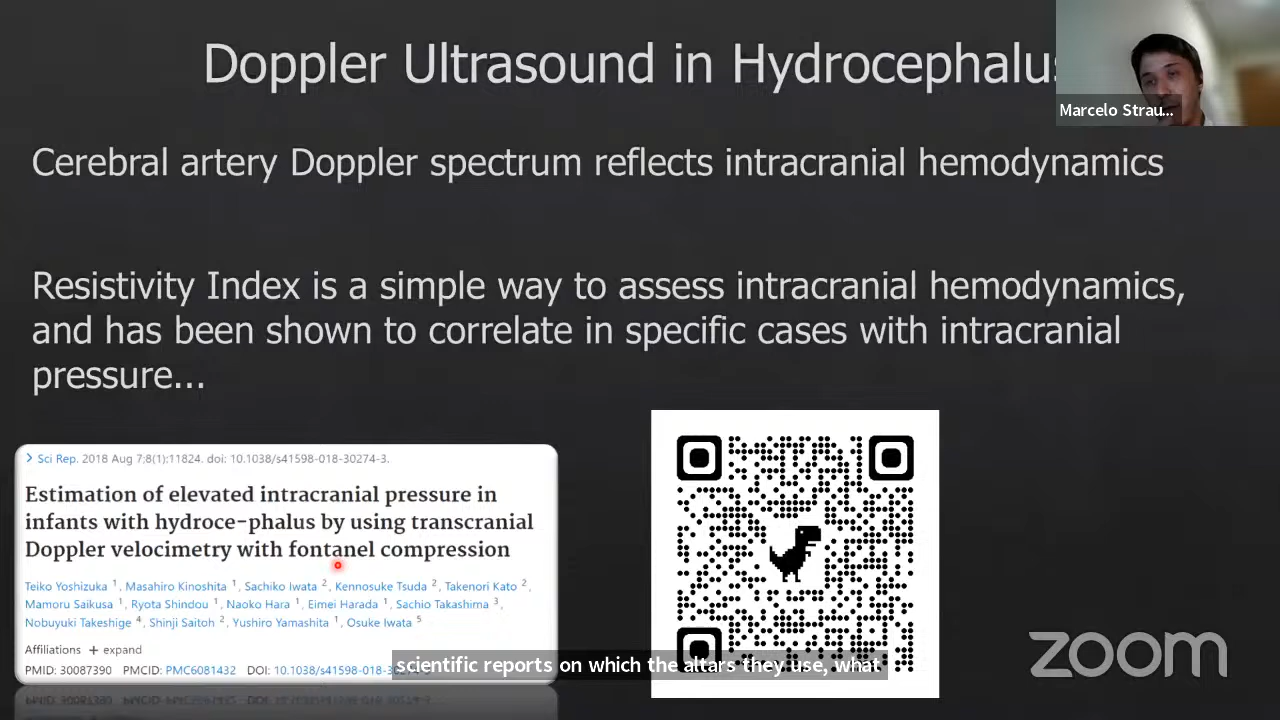 Doppler Ultrasound in Hydrocephalus
Marcelo Strau...
Cerebral artery Doppler spectrum reflects intracranial hemodynamics
Resistivity Index is a simple way to assess intracranial hemodynamics,
and has been shown to correlate in specific cases with intracranial
pressure...
Sci Rep. 2018 Aug 7;8(1):11824. doi: 10.1038/s41598-018-30274-3.
Estimation of elevated intracranial pressure in
infants with hydroce-phalus by using transcranial
Doppler velocimetry with fontanel compression
Teiko Yoshizuka 1, Masahiro Kinoshita 1, Sachiko Iwata 2, Kennosuke Tsuda 2, Takenori Kato 2,
Mamoru Saikusa 1, Ryota Shindou 1, Naoko Hara 1, Eimei Harada 1, Sachio Takashima 3,
Nobuyuki Takeshige 4, Shinji Saitoh 2, Yushiro Yamashita 1, Osuke Iwata 5
Affiliations + expand
PMID: 30087390 PMCID: PMC6081432 DOI: 10.1038/s41598-018-30274-3
scientific reports on which the altars they use, what
zoom